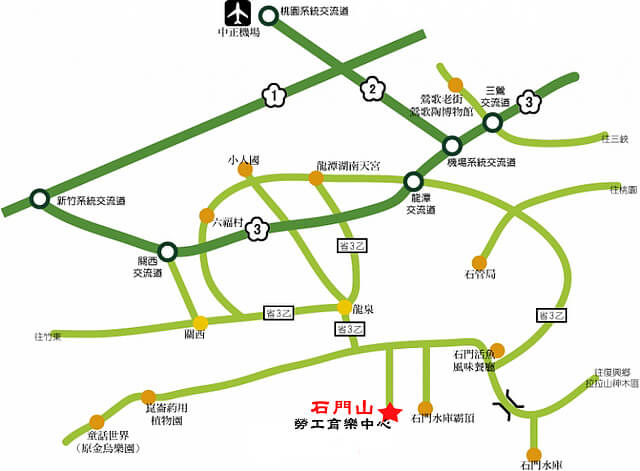 桃園系統交流道
中正機場
1
2
鶯歌老街
鶯歌陶博物館
三鶯
交流道
3
往三峽
機場系統交流道
小人國
龍潭湖南天宮
龍潭
交流道
往桃園
新竹系統交流道
六福村
3
省3乙
關西
交流道
石管局
省3乙
龍泉
省3乙
省3乙
往竹東
關西
石門活魚
風味餐廳
往復興鄉
拉拉山神木區
崑崙葯用
植物園
石門山
勞工育樂中心
石門水庫壩頂
童話世界
(原金鳥樂園)
石門水庫